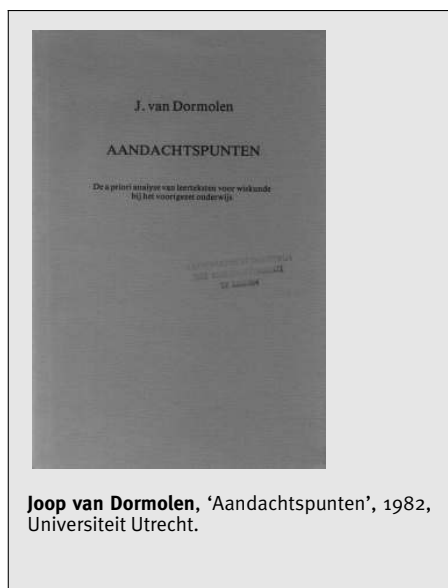 J. van Dormolen
AANDACHTSPUNTEN
De a priori analyse van leerteksten voor wiskunde
bij het voortgezet onderwijs
Joop van Dormolen, ‘Aandachtspunten’, 1982,
Universiteit Utrecht.